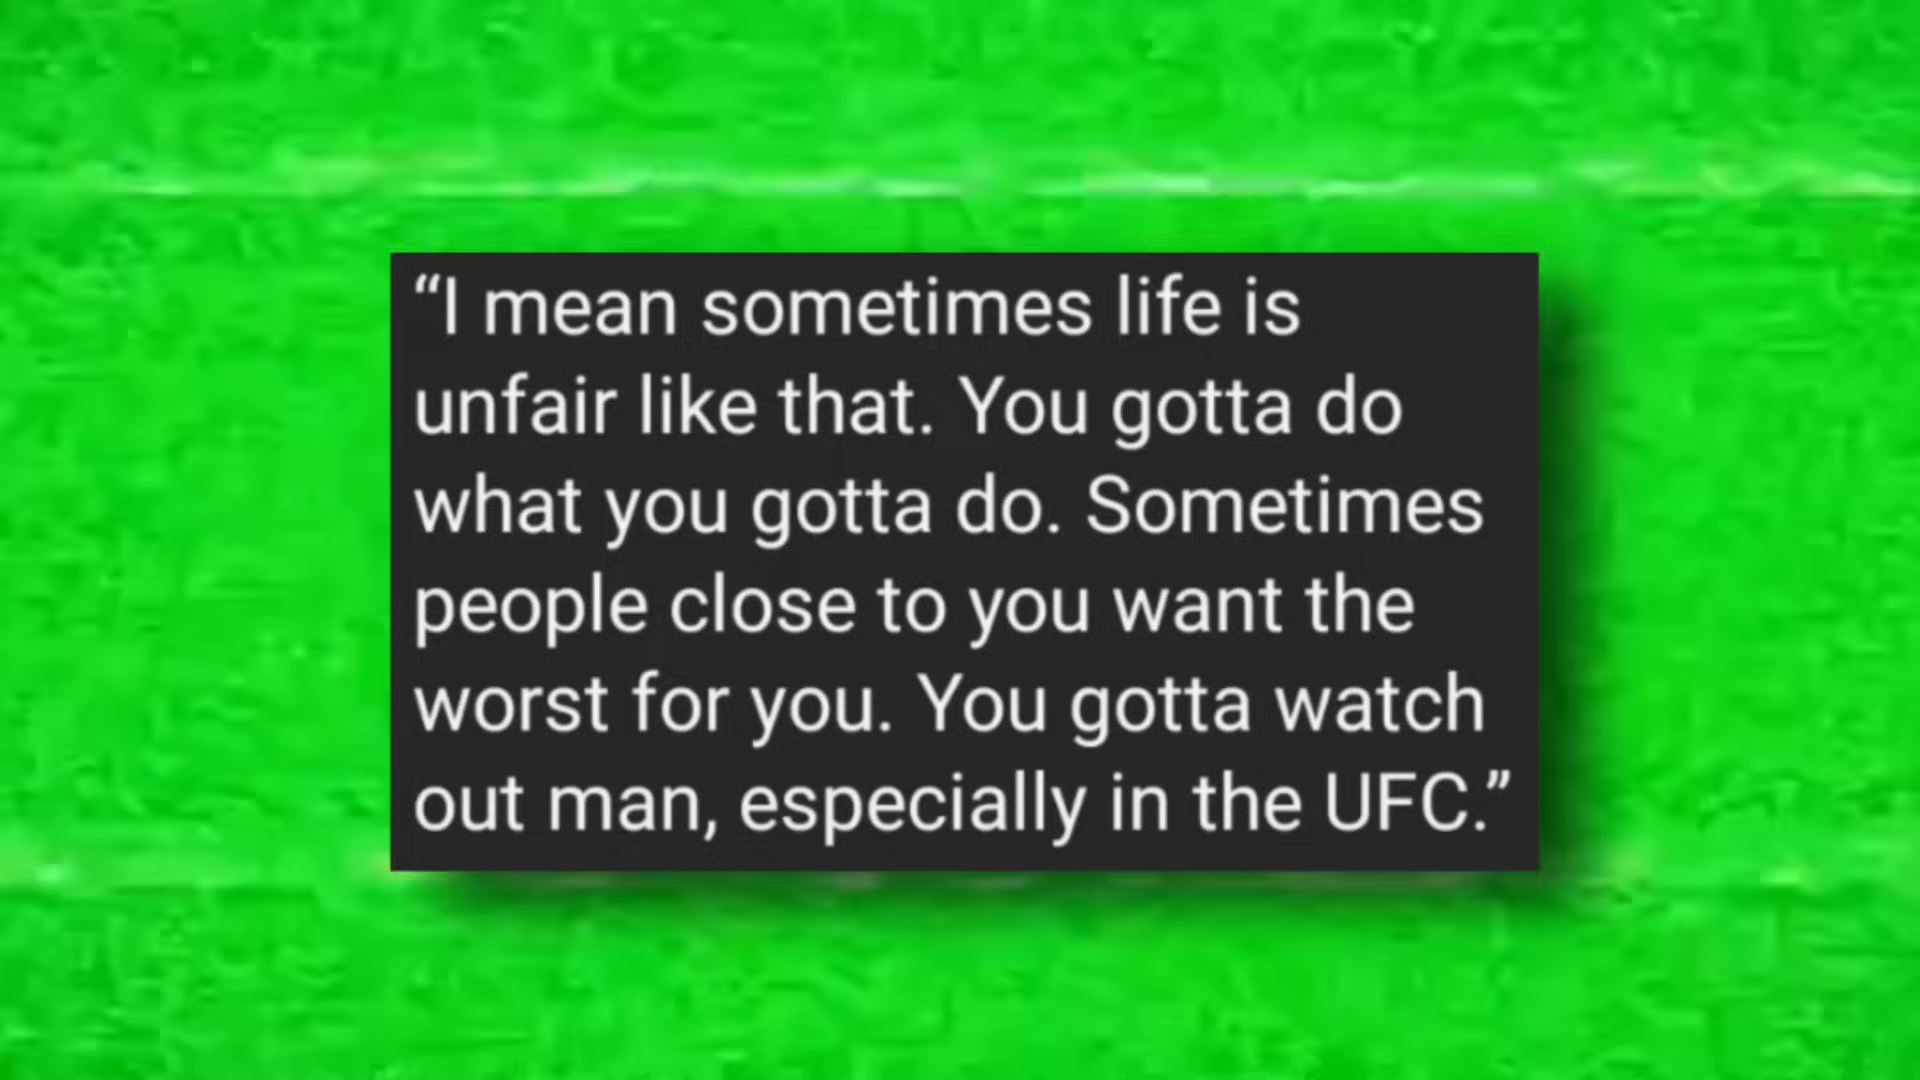 “I mean sometimes life is
unfair like that. You gotta do
what you gotta do. Sometimes
people close to you want the
worst for you. You gotta watch
out man, especially in the UFC.”